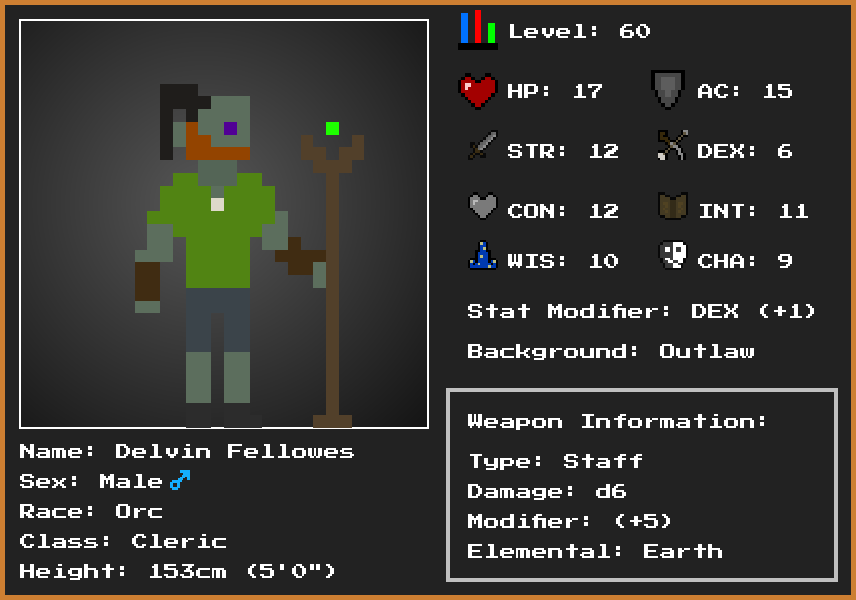 Level: 60
HP: 17
AC: 15
STR: 12
DEX: 6
CON: 12
INT: 11
WIS: 10
CHA: 9
Stat Modifier: DEX (+1)
Background: Outlaw
Weapon Information:
Type: Staff
Damage: d6
Modifier: (+5)
Elemental: Earth
Name: Delvin Fellowes
Sex: Male♂
Race: Orc
Class: Cleric
Height: 153cm (5'0")